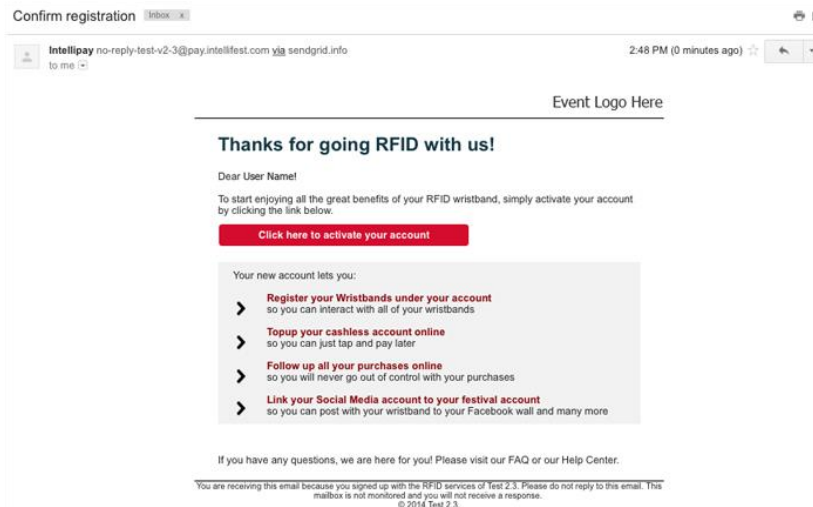 Confirm registration Inbox x
Intellipay no-reply-test-v2-3@pay.intellifest.com via sendgrid.info 2:48 PM (0 minutes ago)
to me
Event Logo Here
Thanks for going RFID with us!
Dear User Name!
To start enjoying all the great benefits of your RFID wristband, simply activate your account
by clicking the link below.
Click here to activate your account
Your new account lets you:
Register your Wristbands under your account
so you can interact with all of your wristbands
Topup your cashless account online
so you can just tap and pay later
Follow up all your purchases online
so you will never go out of control with your purchases
Link your Social Media account to your festival account
so you can post with your wristband to your Facebook wall and many more
If you have any questions, we are here for you! Please visit our FAQ or our Help Center.
You are receiving this email because you signed up with the RFID services of Test 2.3. Please do not reply to this email. This
mailbox is not monitored and you will not receive a response.
© 2014 Test 2.3.